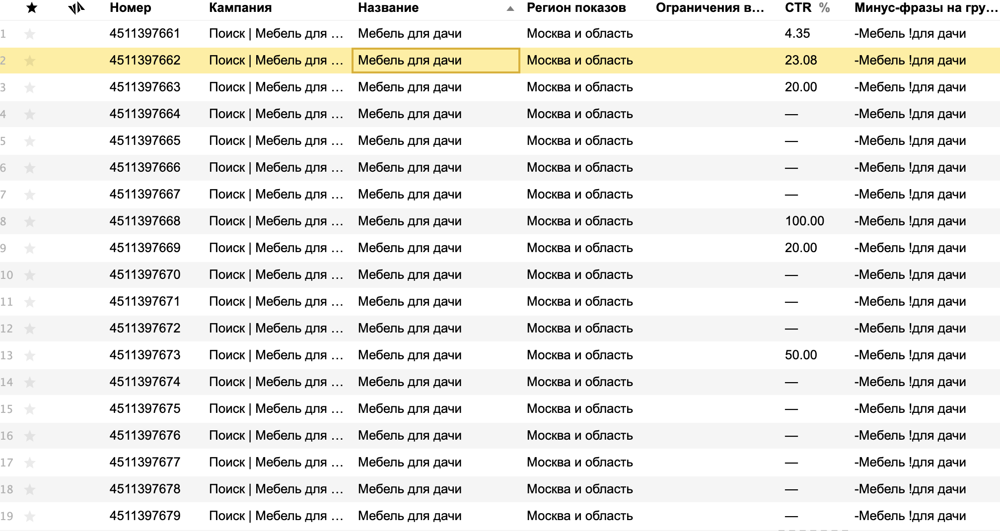 Номер Кампания Название Регион показов Ограничения в... CTR % Минус-фразы на гру...
1 4511397661 Поиск | Мебель для ... Мебель для дачи Москва и область 4.35 -Мебель !для дачи
2 4511397662 Поиск | Мебель для ... Мебель для дачи Москва и область 23.08 -Мебель !для дачи
3 4511397663 Поиск | Мебель для ... Мебель для дачи Москва и область 20.00 -Мебель !для дачи
4 4511397664 Поиск | Мебель для ... Мебель для дачи Москва и область — -Мебель !для дачи
5 4511397665 Поиск | Мебель для ... Мебель для дачи Москва и область — -Мебель !для дачи
6 4511397666 Поиск | Мебель для ... Мебель для дачи Москва и область — -Мебель !для дачи
7 4511397667 Поиск | Мебель для ... Мебель для дачи Москва и область — -Мебель !для дачи
8 4511397668 Поиск | Мебель для ... Мебель для дачи Москва и область 100.00 -Мебель !для дачи
9 4511397669 Поиск | Мебель для ... Мебель для дачи Москва и область 20.00 -Мебель !для дачи
10 4511397670 Поиск | Мебель для ... Мебель для дачи Москва и область — -Мебель !для дачи
11 4511397671 Поиск | Мебель для ... Мебель для дачи Москва и область — -Мебель !для дачи
12 4511397672 Поиск | Мебель для ... Мебель для дачи Москва и область — -Мебель !для дачи
13 4511397673 Поиск | Мебель для ... Мебель для дачи Москва и область 50.00 -Мебель !для дачи
14 4511397674 Поиск | Мебель для ... Мебель для дачи Москва и область — -Мебель !для дачи
15 4511397675 Поиск | Мебель для ... Мебель для дачи Москва и область — -Мебель !для дачи
16 4511397676 Поиск | Мебель для ... Мебель для дачи Москва и область — -Мебель !для дачи
17 4511397677 Поиск | Мебель для ... Мебель для дачи Москва и область — -Мебель !для дачи
18 4511397678 Поиск | Мебель для ... Мебель для дачи Москва и область — -Мебель !для дачи
19 4511397679 Поиск | Мебель для ... Мебель для дачи Москва и область — -Мебель !для дачи